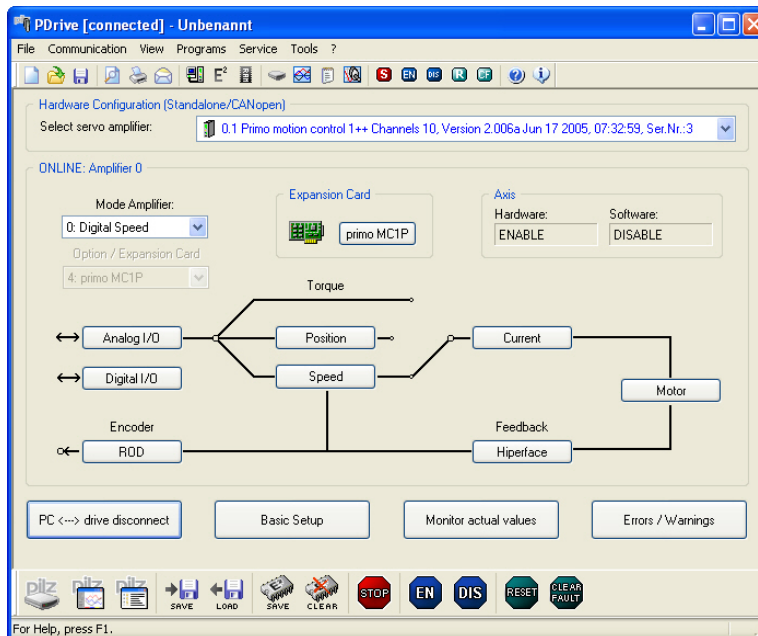 PDrive [connected] - Unbenannt
File Communication View Programs Service Tools ?
E² S EN DIS R CF ? i
Hardware Configuration (Standalone/CANopen)
Select servo amplifier: 0.1 Primo motion control 1++ Channels 10, Version 2.006a Jun 17 2005, 07:32:59, Ser.Nr.:3
ONLINE: Amplifier 0
Mode Amplifier:
0: Digital Speed
Option / Expansion Card
4: primo MC1P
Expansion Card
primo MC1P
Axis
Hardware: Software:
ENABLE DISABLE
Torque
Analog I/O Position Current
Digital I/O Speed
Motor
Encoder Feedback
ROD Hiperface
PC <---> drive disconnect Basic Setup Monitor actual values Errors / Warnings
pilz pilz pilz SAVE LOAD E² SAVE CLEAR STOP EN DIS RESET CLEAR FAULT
For Help, press F1.